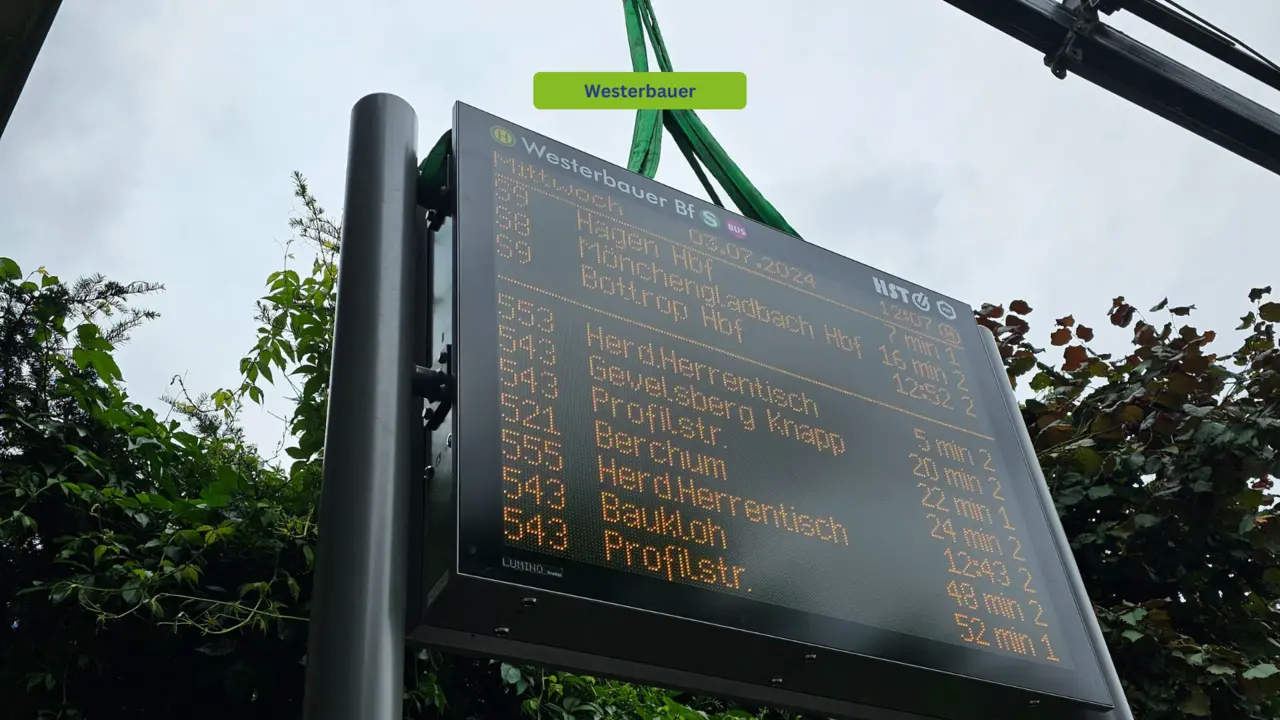 Westerbauer
H Westerbauer Bf S BUS HST
Mittwoch 03.07.2024 12:07
S9 Hagen Hbf 7 min 1
S8 Mönchengladbach Hbf 16 min 2
S9 Bottrop Hbf 12:52 2
553 Herd.Herrentisch 5 min 2
543 Gevelsberg Knapp 20 min 2
543 Profilstr. 22 min 1
521 Berchum 24 min 2
555 Herd.Herrentisch 12:43 2
543 Baukloh 48 min 2
543 Profilstr. 52 min 1
LUMINO